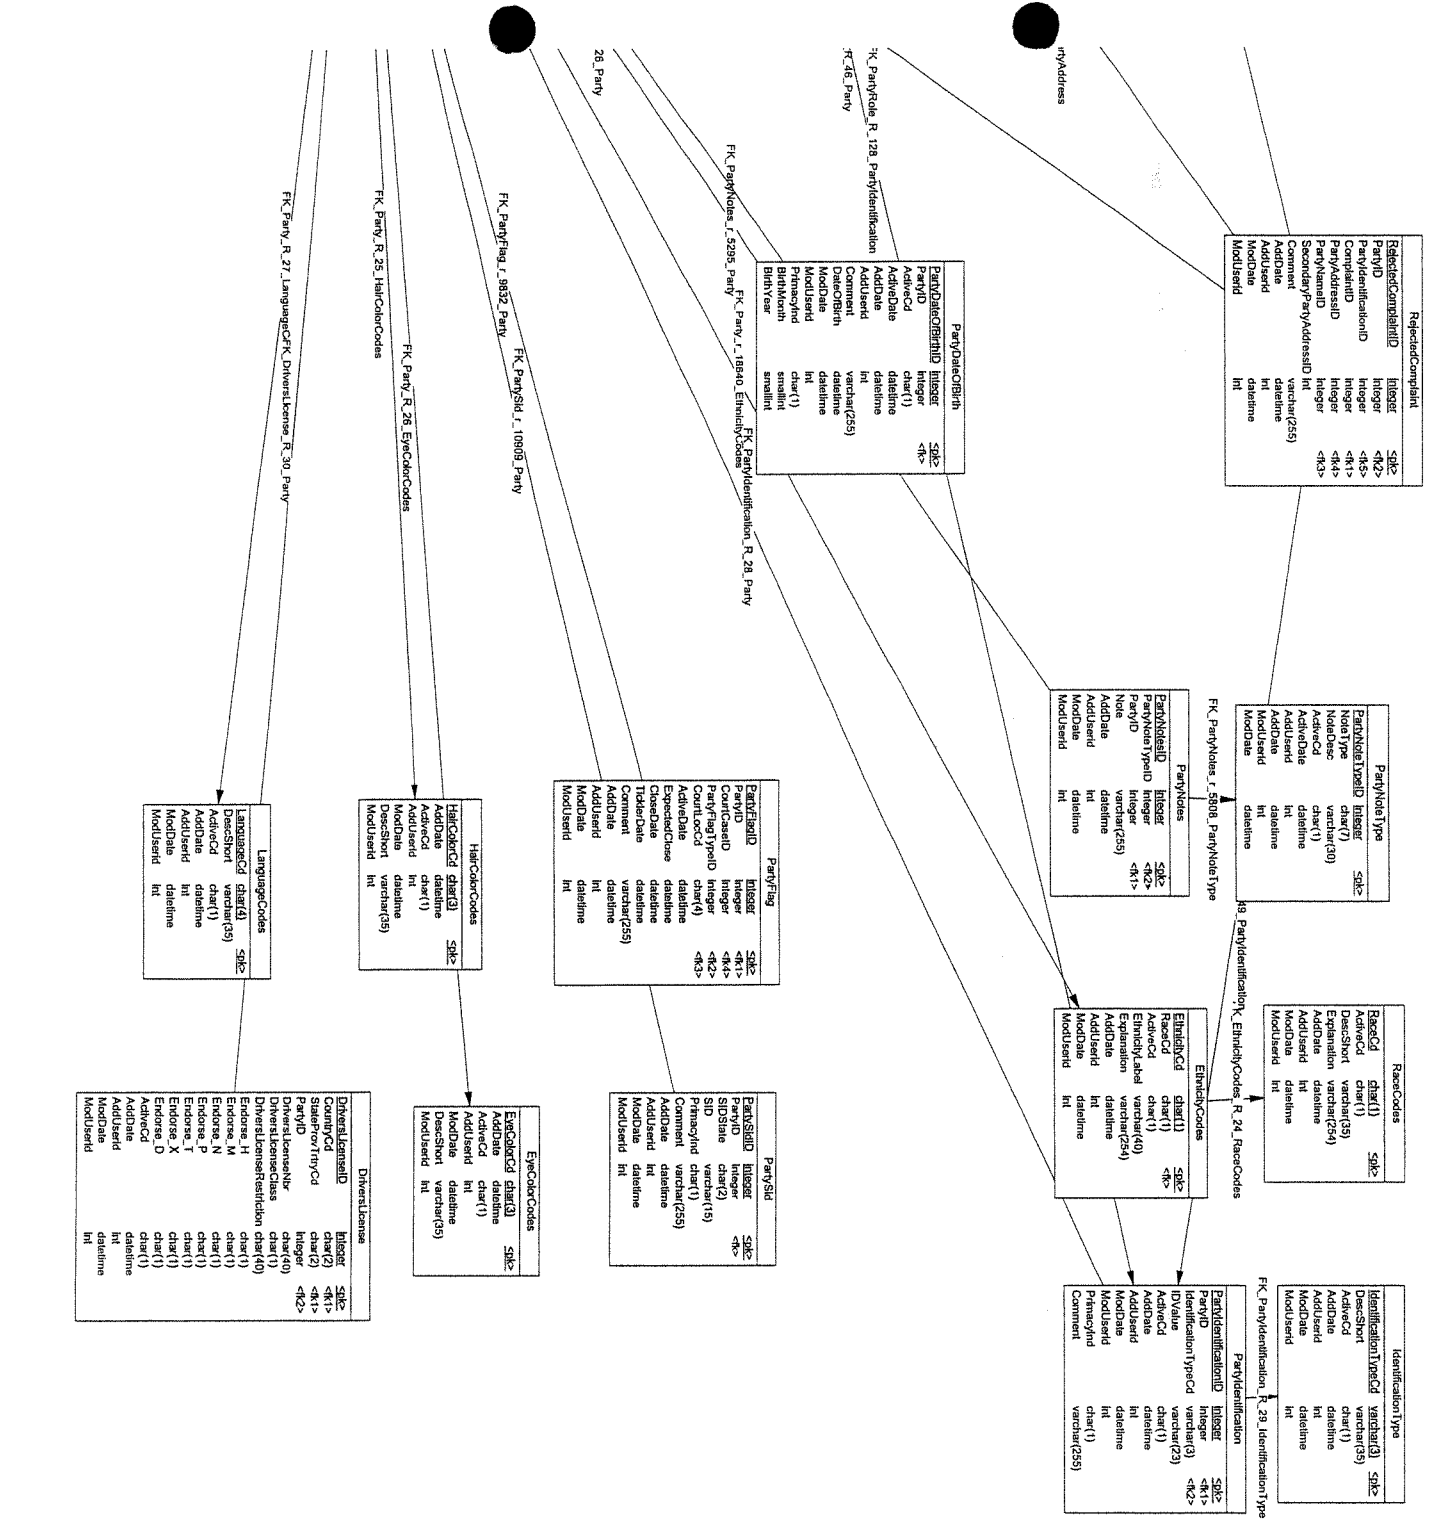 RejectedComplaint
RejectedComplaintID integer <pk>
PartyID integer <fk2>
PartyIdentificationID integer <fk5>
ComplaintID integer <fk1>
PartyAddressID integer <fk4>
PartyNameID integer <fk3>
SecondaryPartyAddressID int
Comment varchar(255)
AddDate datetime
AddUserid int
ModDate datetime
ModUserid int
PartyNoteType
PartyNoteTypeID integer <pk>
NoteType char(7)
NoteDesc varchar(30)
ActiveCd char(1)
ActiveDate datetime
AddUserid int
AddDate datetime
ModUserid int
ModDate datetime
RaceCodes
RaceCd char(1) <pk>
ActiveCd char(1)
DescShort varchar(35)
Explanation varchar(254)
AddDate datetime
AddUserid int
ModDate datetime
ModUserid int
IdentificationType
IdentificationTypeCd varchar(3) <pk>
DescShort varchar(35)
ActiveCd char(1)
AddDate datetime
AddUserid int
ModDate datetime
ModUserid int
FK_PartyNotes_r_5808_PartyNoteType
49_PartyIdentification
K_EthnicityCodes_R_24_RaceCodes
FK_PartyIdentification_R_29_IdentificationType
PartyNotes
PartyNotesID integer <pk>
PartyNoteTypeID integer <fk2>
PartyID integer <fk1>
Note varchar(255)
AddDate datetime
AddUserid int
ModDate datetime
ModUserid int
EthnicityCodes
EthnicityCd char(1) <pk>
RaceCd char(1) <fk>
ActiveCd char(1)
EthnicityLabel varchar(40)
Explanation varchar(254)
AddDate datetime
AddUserid int
ModDate datetime
ModUserid int
PartyIdentification
PartyIdentificationID integer <pk>
PartyID integer <fk1>
IdentificationTypeCd varchar(3) <fk2>
IDValue varchar(23)
ActiveCd char(1)
AddDate datetime
AddUserid int
ModDate datetime
ModUserid int
PrimacyInd char(1)
Comment varchar(255)
artyAddress
PartyDateOfBirth
PartyDateOfBirthID integer <pk>
PartyID integer <fk>
ActiveCd char(1)
ActiveDate datetime
AddDate datetime
AddUserid int
Comment varchar(255)
DateOfBirth datetime
ModDate datetime
ModUserid int
PrimacyInd char(1)
BirthMonth smallint
BirthYear smallint
FK_PartyRole_R_128_PartyIdentification
R_46_Party
FK_PartyNotes_r_5295_Party
FK_Party_r_18640_EthnicityCodes
FK_PartyIdentification_R_28_Party
26_Party
PartyFlag
PartyFlagID integer <pk>
PartyID integer <fk1>
CourtCaseID integer <fk4>
PartyFlagTypeID integer <fk2>
CourtLocCd char(4) <fk3>
ActiveDate datetime
ExpectedClose datetime
CloseDate datetime
TicklerDate datetime
Comment varchar(255)
AddDate datetime
AddUserid int
ModDate datetime
ModUserid int
PartySid
PartySidID integer <pk>
PartyID integer <fk>
SIDState char(2)
SID varchar(15)
PrimacyInd char(1)
Comment varchar(255)
AddDate datetime
AddUserid int
ModDate datetime
ModUserid int
FK_PartyFlag_r_9832_Party
FK_PartySid_r_10909_Party
HairColorCodes
HairColorCd char(3) <pk>
AddDate datetime
ActiveCd char(1)
AddUserid int
ModDate datetime
DescShort varchar(35)
ModUserid int
EyeColorCodes
EyeColorCd char(3) <pk>
AddDate datetime
ActiveCd char(1)
AddUserid int
ModDate datetime
DescShort varchar(35)
ModUserid int
FK_Party_R_25_HairColorCodes
FK_Party_R_26_EyeColorCodes
LanguageCodes
LanguageCd char(4) <pk>
DescShort varchar(35)
ActiveCd char(1)
AddDate datetime
AddUserid int
ModDate datetime
ModUserid int
DriversLicense
DriversLicenseID integer <pk>
CountryCd char(2) <fk1>
StateProvTrtryCd char(2) <fk1>
PartyID integer <fk2>
DriversLicenseNbr char(40)
DriversLicenseClass char(1)
DriversLicenseRestriction char(40)
Endorse_H char(1)
Endorse_M char(1)
Endorse_N char(1)
Endorse_P char(1)
Endorse_T char(1)
Endorse_X char(1)
Endorse_D char(1)
ActiveCd char(1)
AddDate datetime
AddUserid int
ModDate datetime
ModUserid int
FK_Party_R_27_LanguageC
FK_DriversLicense_R_30_Party